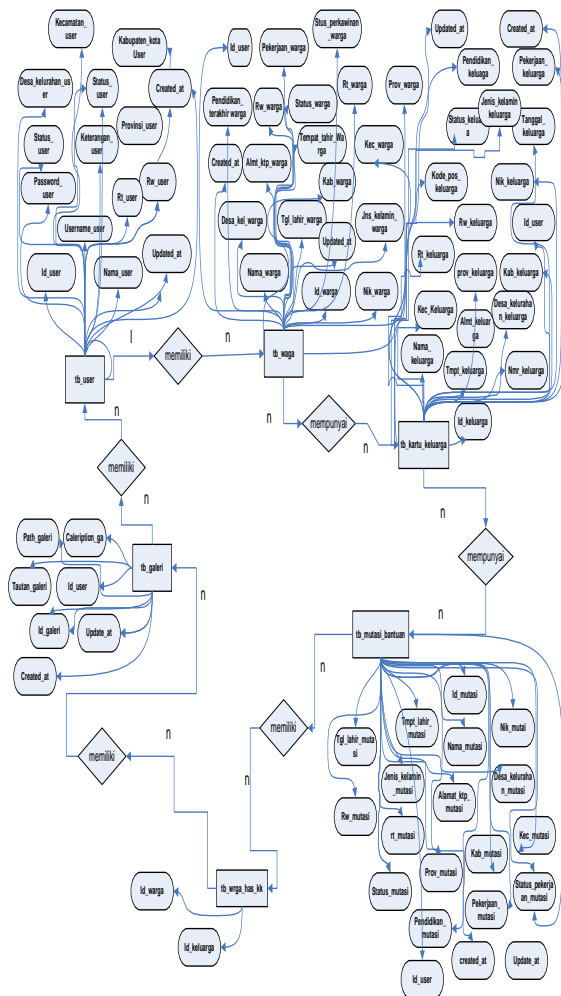 Kecamatan_
user
Kabupaten_kota
User
Desa_kelurahan_us
er
Status_
user
Created_at
Status_
user
Keterangan_
user
Provinsi_user
Password_
user
Rw_user
Rt_user
Username_user
Id_user
Nama_user
Updated_at
tb_user
l
memiliki
n
Id_user
Pekerjaan_warga
Stus_perkawinan
_warga
Rt_warga
Prov_warga
Pendidikan_
terakhir warga
Rw_warga
Status_warga
Tempat_tahir_Wa
rga
Created_at
Almt_ktp_warga
Kec_warga
Kab_warga
Desa_kel_warga
Tgl_lahir_warga
Jns_kelamin_
warga
Updated_at
Nama_warga
Id_warga
Nik_warga
tb_waga
n
mempunyai
n
Updated_at
Created_at
Pendidikan_
keluaga
Pekerjaan_
keluarga
Jenis_kelamin
keluarga
Status_kelua
a
Tanggal_
keluarga
Kode_pos_
keluarga
Nik_keluarga
Rw_keluarga
Id_user
Rt_keluarga
prov_keluarga
Kab_keluarga
Kec_Keluarga
Almt_keluar
ga
Desa_keluraha
n_keluarga
Nama_
keluarga
Tmpt_keluarga
Nmr_keluarga
Id_keluarga
tb_kartu_keluarga
n
mempunyai
n
n
memiliki
n
Path_galeri
Caleription_ga
tb_galeri
Tautan_galeri
Id_user
n
Id_galeri
Update_at
Created_at
memiliki
n
tb_mutasi_bantuan
n
memiliki
n
Id_mutasi
Tmpt_lahir_
mutasi
Nik_mutai
Tgl_lahir_muta
si
Nama_mutasi
Jenis_kelamin
_mutasi
Desa_kelurahan
n_mutasi
Alamat_ktp_
mutasi
Rw_mutasi
rt_mutasi
Kec_mutasi
Kab_mutasi
Prov_mutasi
Status_mutasi
Status_pekerja
an_mutasi
Pekerjaan_
mutasi
Pendidikan_
mutasi
created_at
Update_at
Id_user
tb_wrga_has_kk
Id_warga
Id_keluarga